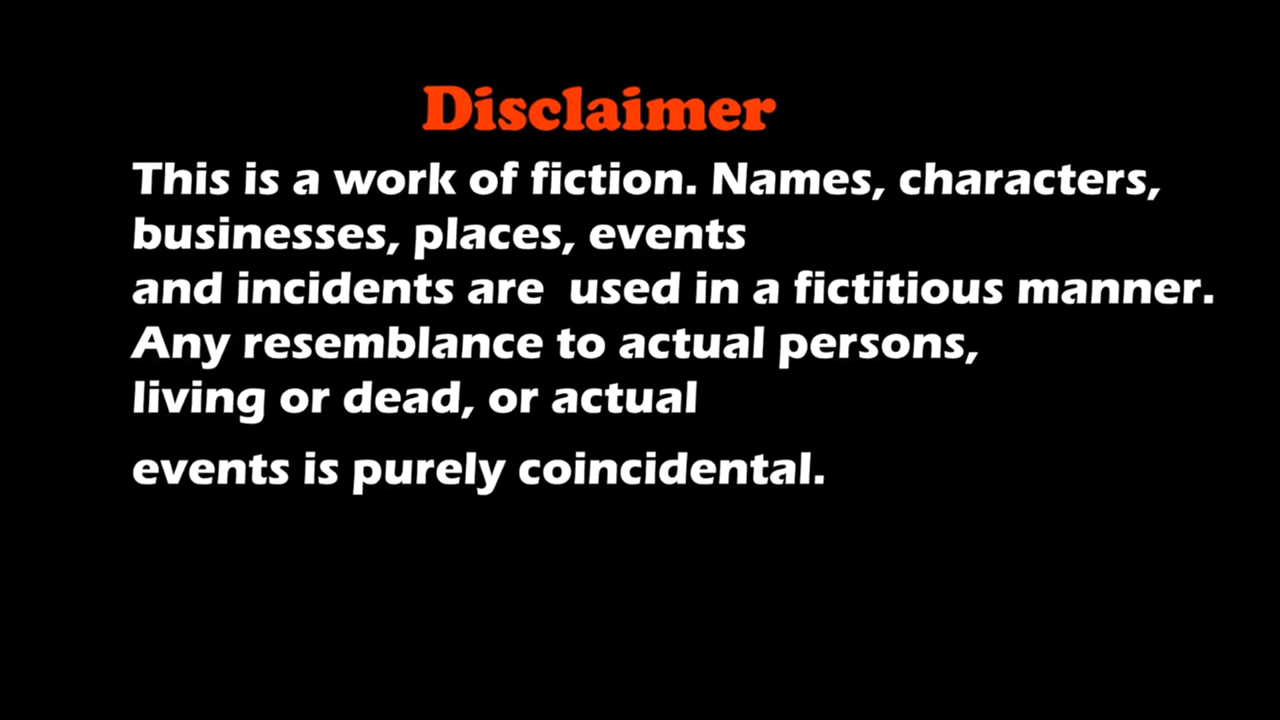 Disclaimer
This is a work of fiction. Names, characters,
businesses, places, events
and incidents are  used in a fictitious manner.
Any resemblance to actual persons,
living or dead, or actual
events is purely coincidental.